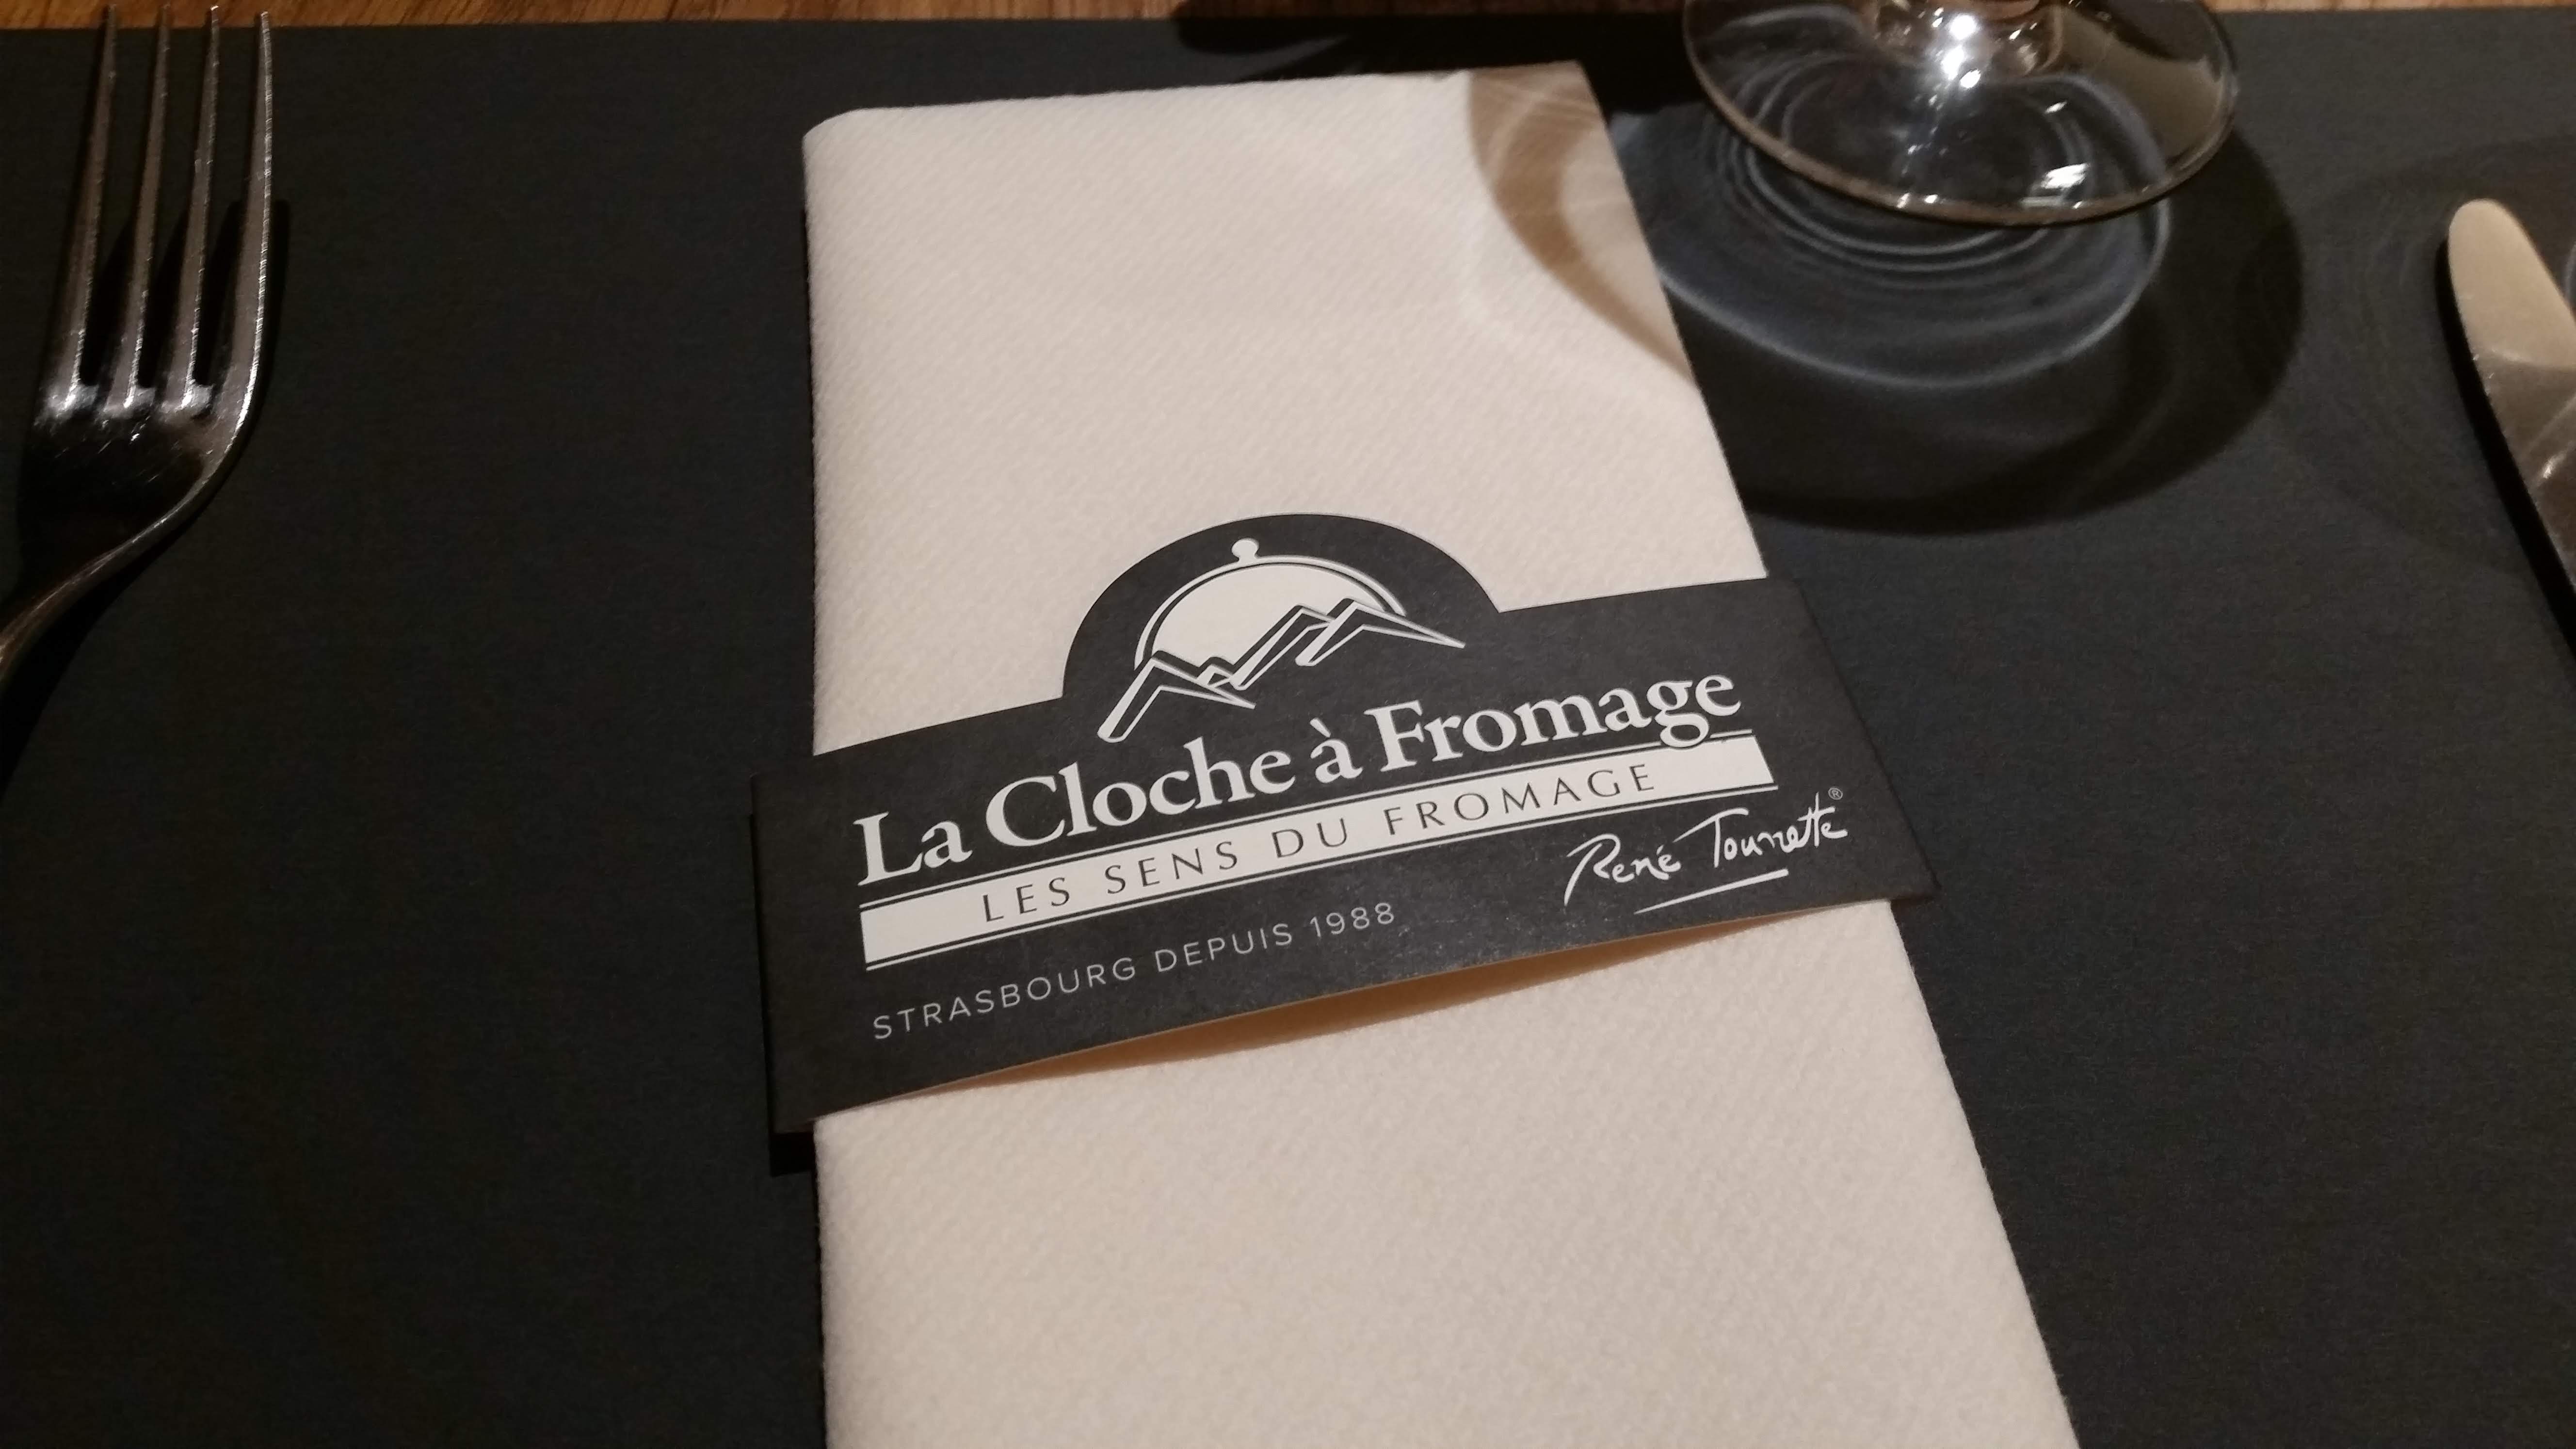 La Cloche à Fromage
LES SENS DU FROMAGE
René Tourrette®
STRASBOURG DEPUIS 1988